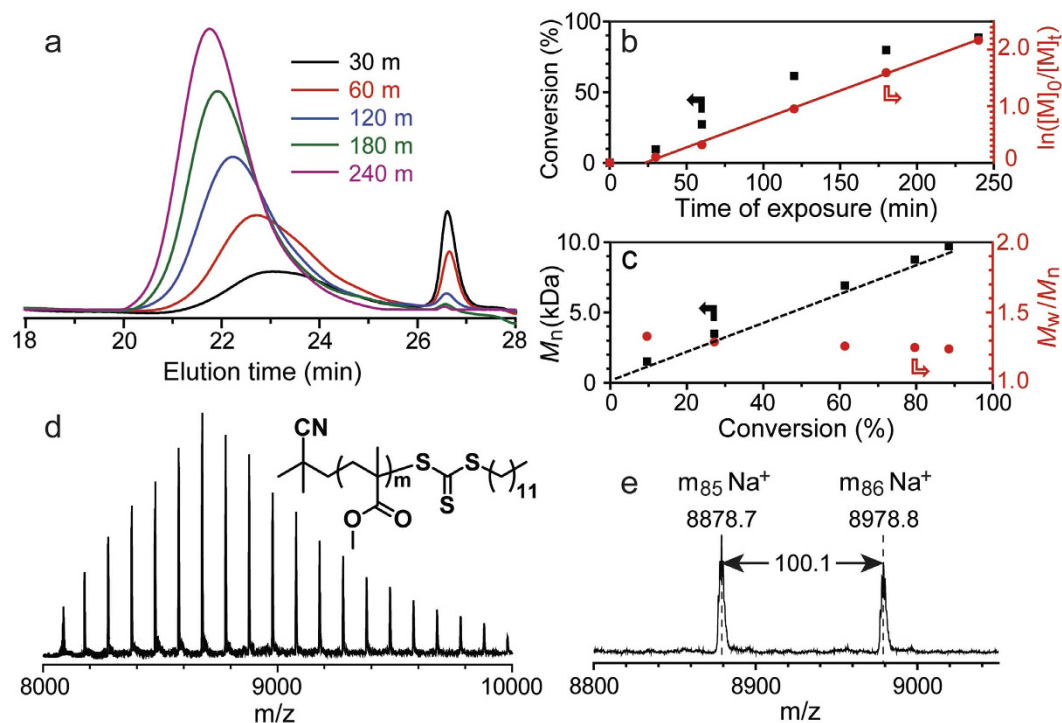 a
30 m
60 m
120 m
180 m
240 m
18 20 22 24 26 28
Elution time (min)
b
100
50
0
Conversion (%)
2.0
1.0
0
ln([M]0/[M]t)
0 50 100 150 200 250
Time of exposure (min)
c
10.0
5.0
0
Mn(kDa)
2.0
1.5
1.0
Mw/Mn
0 20 40 60 80 100
Conversion (%)
d
CN
S S
m
S
11
O
O
8000 9000 10000
m/z
e
m85 Na+ m86 Na+
8878.7 8978.8
100.1
8800 8900 9000
m/z